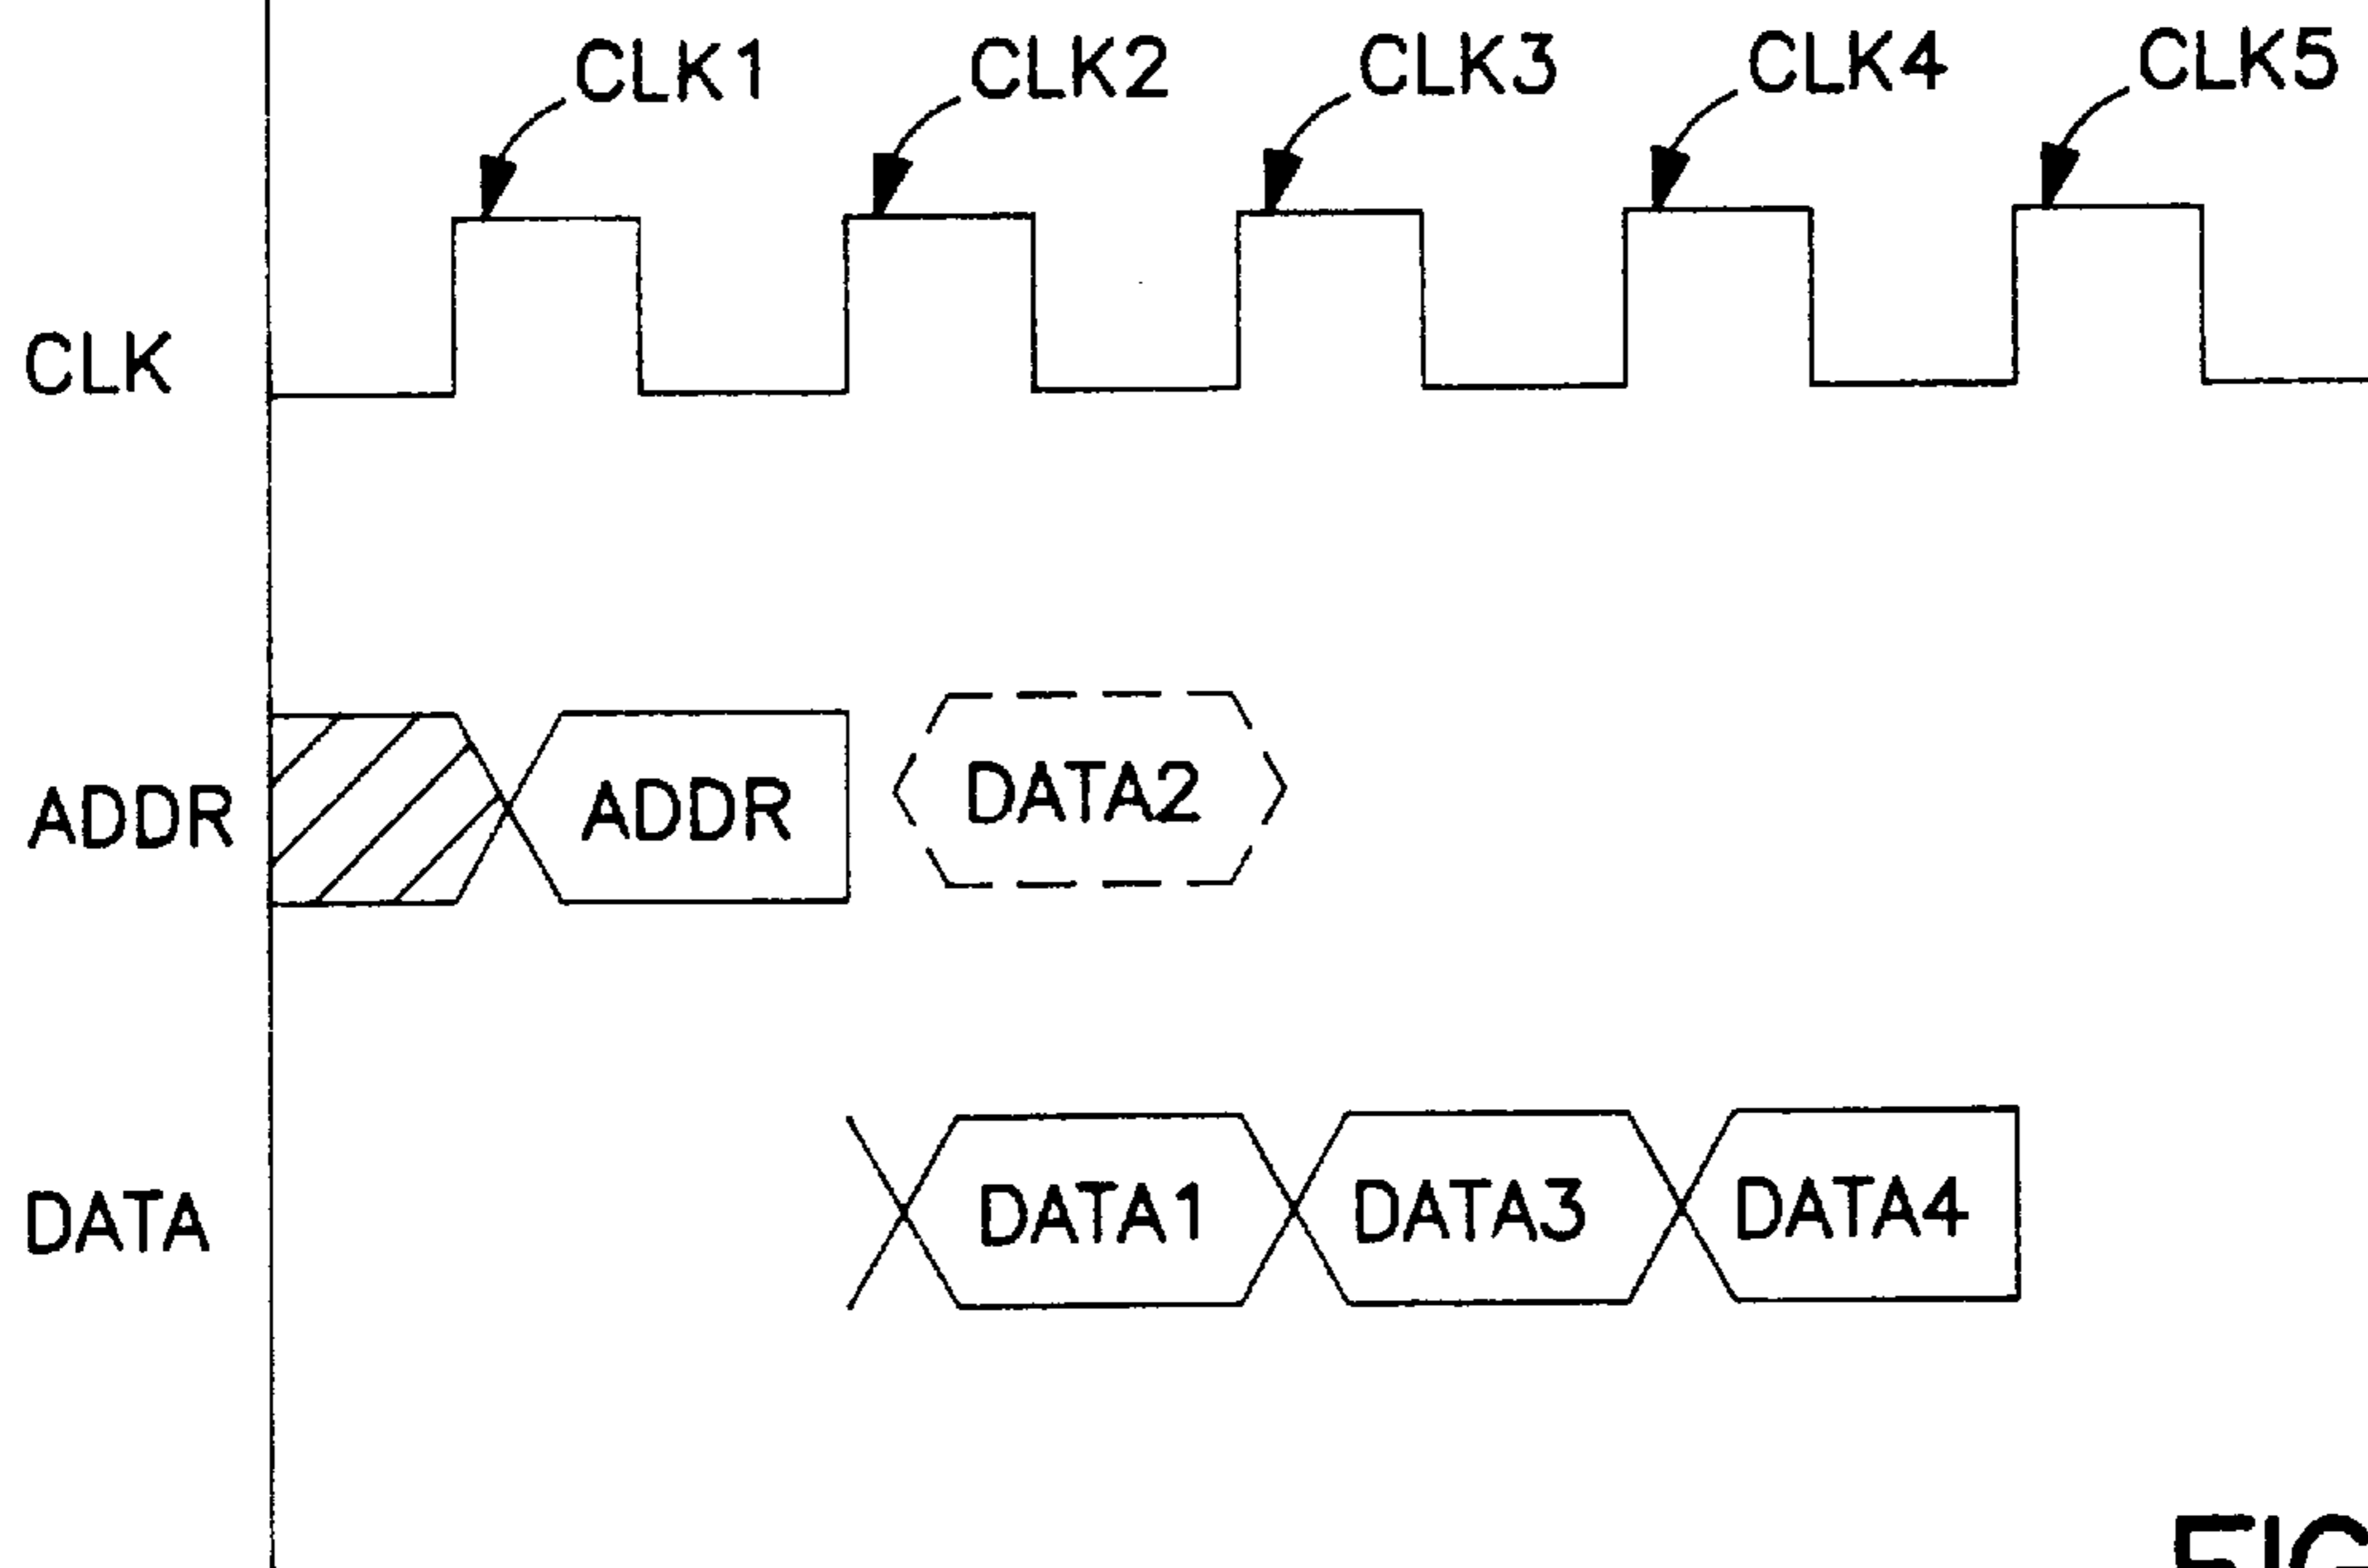 CLK1 CLK2 CLK3 CLK4 CLK5
CLK
ADDR ADDR DATA2
DATA DATA1 DATA3 DATA4